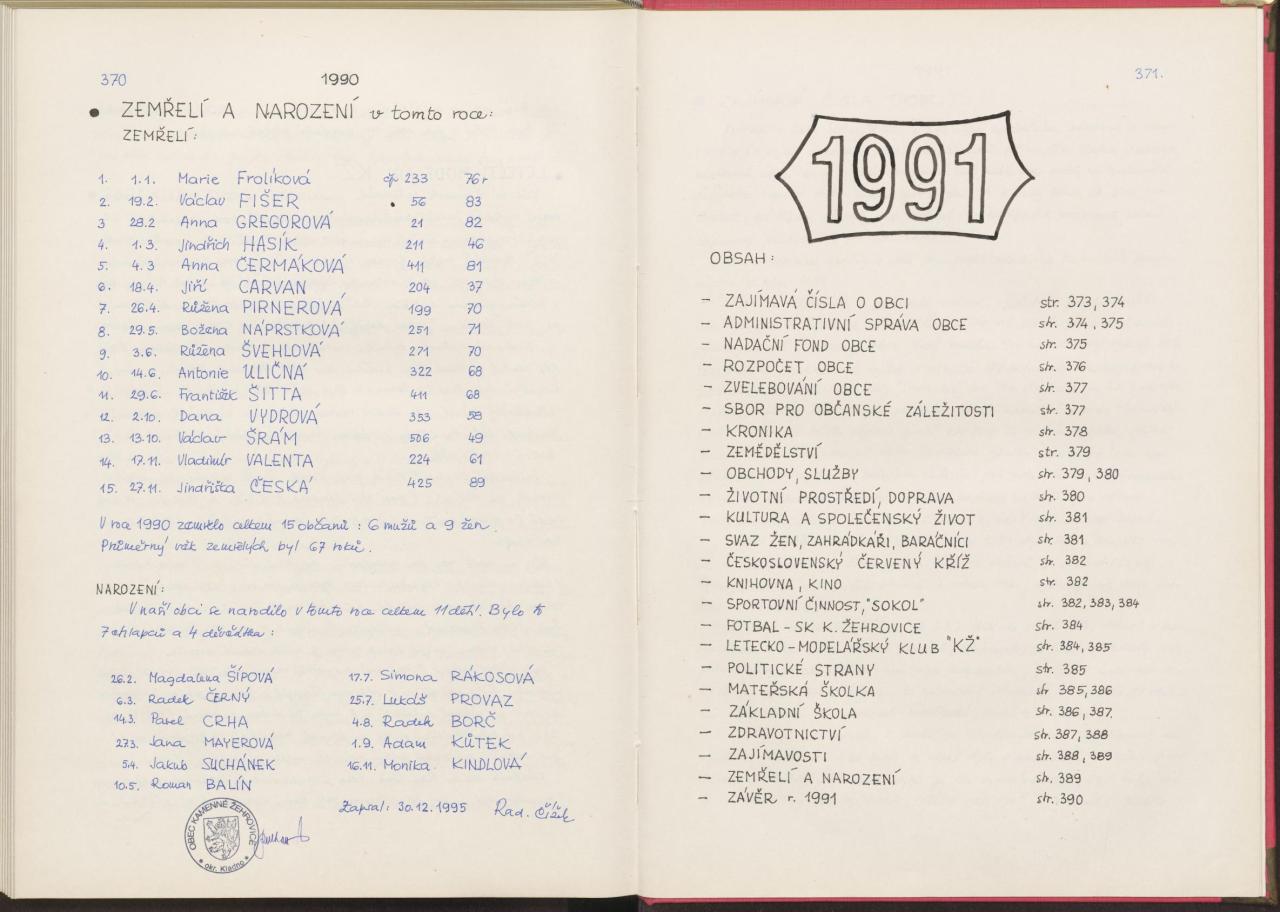 370
1990
• ZEMŘELÍ A NAROZENÍ v tomto roce:
ZEMŘELÍ:
1. 1.1. Marie Frolíková čp 233 76 r
2. 19.2. Václav FIŠER 56 83
3 28.2 Anna GREGOROVÁ 21 82
4. 1.3. Jindřich HASÍK 211 46
5. 4.3 Anna ČERMÁKOVÁ 411 81
6. 18.4. Jiří CARVAN 204 37
7. 26.4. Růžena PIRNEROVÁ 199 70
8. 29.5. Božena NÁPRSTKOVÁ 251 71
9. 3.6. Růžena ŠVEHLOVÁ 271 70
10. 14.6. Antonie ULIČNÁ 322 68
11. 29.6. František ŠITTA 411 68
12. 2.10. Dana VYDROVÁ 353 58
13. 13.10. Václav ŠRÁM 506 49
14. 17.11. Vladimír VALENTA 224 61
15. 27.11. Jindřiška ČESKÁ 425 89
V roce 1990 zemřelo celkem 15 občanů: 6 mužů a 9 žen.
Průměrný věk zemřelých byl 67 roků.
NAROZENÍ:
V naší obci se narodilo v tomto roce celkem 11 dětí. Bylo to
7 chlapců a 4 děvčátka:
26.2. Magdalena ŠÍPOVÁ
6.3. Radek ČERNÝ
14.3. Pavel CRHA
27.3. Jana MAYEROVÁ
5.4. Jakub SUCHÁNEK
10.5. Roman BALÍN
17.7. Simona RÁKOSOVÁ
25.7. Lukáš PROVAZ
4.8. Radek BORČ
1.9. Adam KŮTEK
16.11. Monika KINDLOVÁ
Zapsal: 30.12.1995 Rad. Čížek
OBEC KAMENNÉ ŽEHROVICE
okr. Kladno
371.
1991
OBSAH:
– ZAJÍMAVÁ ČÍSLA O OBCI str. 373, 374
– ADMINISTRATIVNÍ SPRÁVA OBCE str. 374, 375
– NADAČNÍ FOND OBCE str. 375
– ROZPOČET OBCE str. 376
– ZVELEBOVÁNÍ OBCE str. 377
– SBOR PRO OBČANSKÉ ZÁLEŽITOSTI str. 377
– KRONIKA str. 378
– ZEMĚDĚLSTVÍ str. 379
– OBCHODY, SLUŽBY str. 379, 380
– ŽIVOTNÍ PROSTŘEDÍ, DOPRAVA str. 380
– KULTURA A SPOLEČENSKÝ ŽIVOT str. 381
– SVAZ ŽEN, ZAHRÁDKÁŘI, BARÁČNÍCI str. 381
– ČESKOSLOVENSKÝ ČERVENÝ KŘÍŽ str. 382
– KNIHOVNA, KINO str. 382
– SPORTOVNÍ ČINNOST, "SOKOL" str. 382, 383, 384
– FOTBAL – SK K. ŽEHROVICE str. 384
– LETECKO – MODELÁŘSKÝ KLUB "KŽ" str. 384, 385
– POLITICKÉ STRANY str. 385
– MATEŘSKÁ ŠKOLKA str 385, 386
– ZÁKLADNÍ ŠKOLA str. 386, 387.
– ZDRAVOTNICTVÍ str. 387, 388
– ZAJÍMAVOSTI str. 388, 389
– ZEMŘELÍ A NAROZENÍ str. 389
– ZÁVĚR r. 1991 str. 390